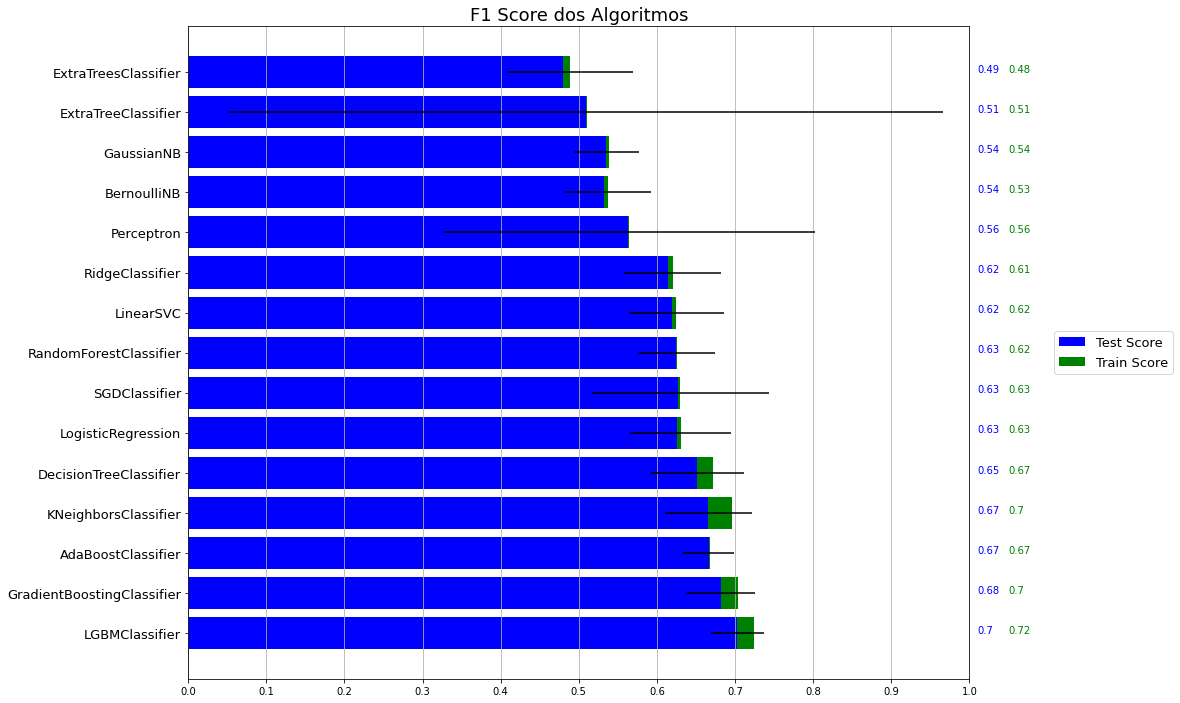 F1 Score dos Algoritmos
ExtraTreesClassifier 0.49 0.48
ExtraTreeClassifier 0.51 0.51
GaussianNB 0.54 0.54
BernoulliNB 0.54 0.53
Perceptron 0.56 0.56
RidgeClassifier 0.62 0.61
LinearSVC 0.62 0.62
RandomForestClassifier 0.63 0.62
SGDClassifier 0.63 0.63
LogisticRegression 0.63 0.63
DecisionTreeClassifier 0.65 0.67
KNeighborsClassifier 0.67 0.7
AdaBoostClassifier 0.67 0.67
GradientBoostingClassifier 0.68 0.7
LGBMClassifier 0.7 0.72
0.0 0.1 0.2 0.3 0.4 0.5 0.6 0.7 0.8 0.9 1.0
Test Score
Train Score